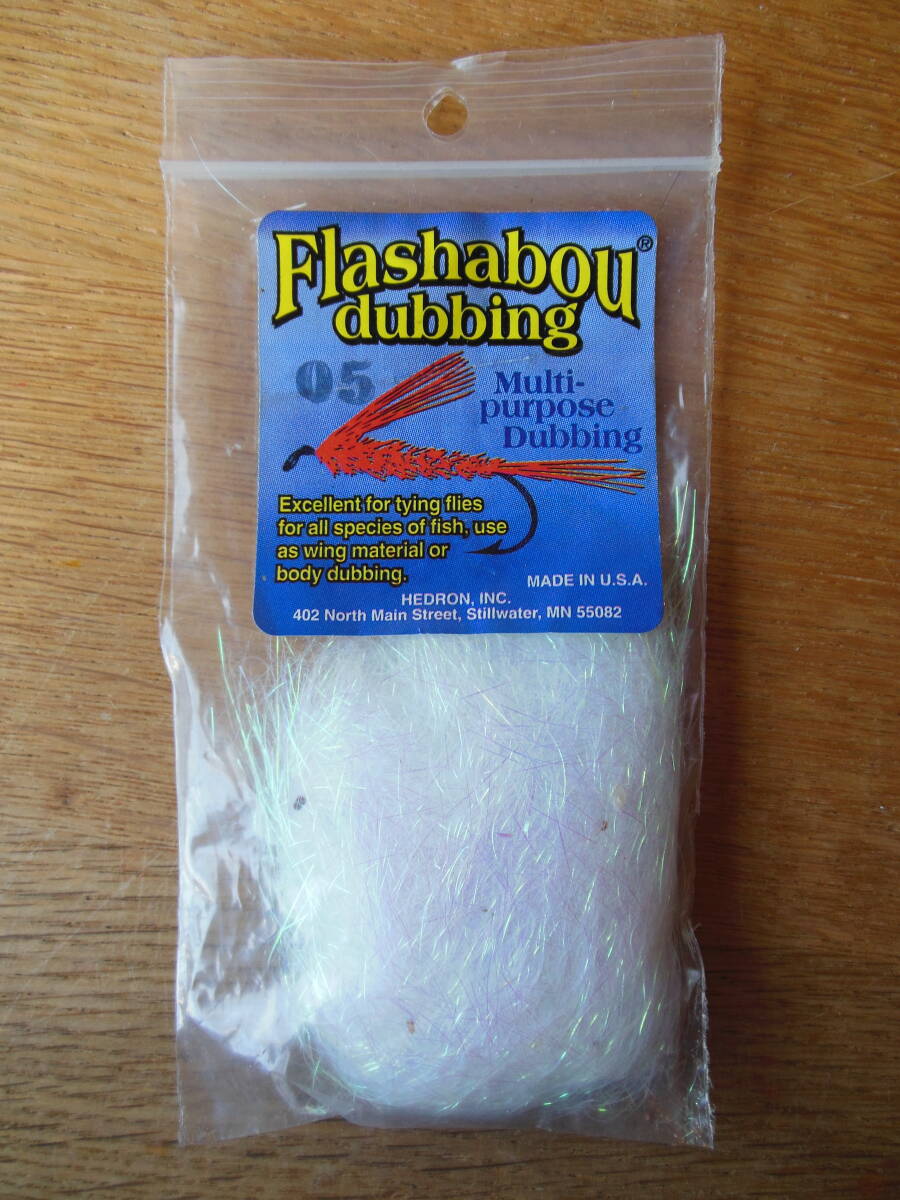 Flashabou®
dubbing
05
Multi-
purpose
Dubbing
Excellent for tying flies
for all species of fish, use
as wing material or
body dubbing.
MADE IN U.S.A.
HEDRON, INC.
402 North Main Street, Stillwater, MN 55082